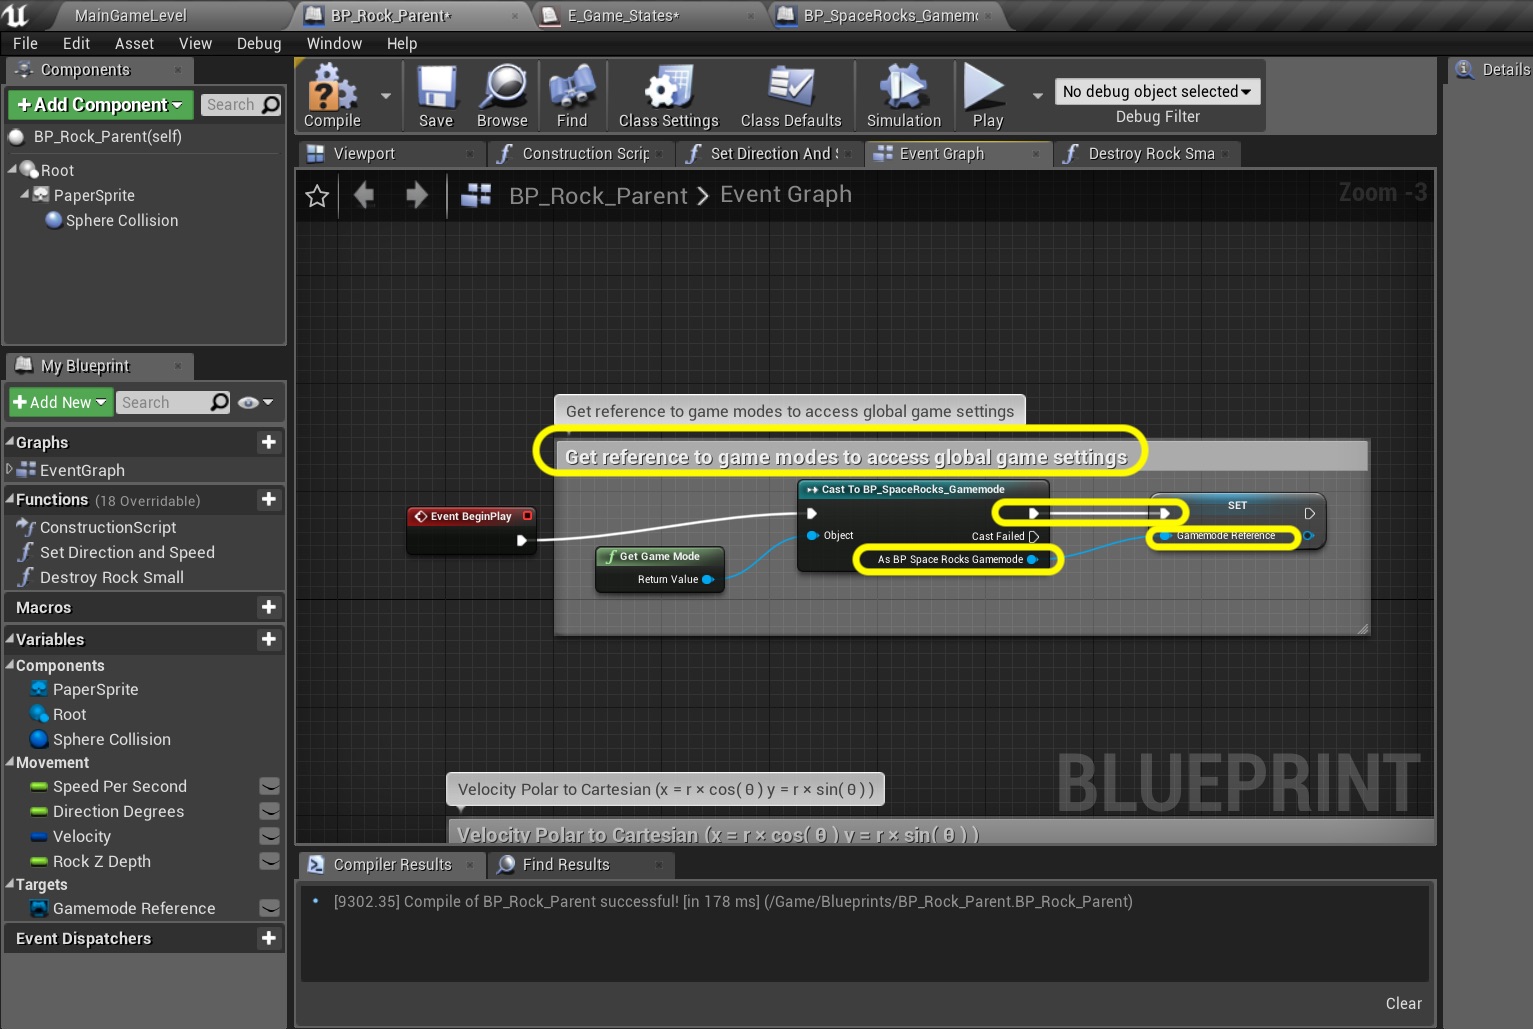 MainGameLevel
BP_Rock_Parent*
E_Game_States*
BP_SpaceRocks_Gamem
File Edit Asset View Debug Window Help
Components
+Add Component
Search
BP_Rock_Parent(self)
Root
PaperSprite
Sphere Collision
Compile
Save
Browse
Find
Class Settings
Class Defaults
Simulation
Play
No debug object selected
Debug Filter
Details
Viewport
Construction Scrip
Set Direction And S
Event Graph
Destroy Rock Sma
BP_Rock_Parent > Event Graph
Zoom -3
My Blueprint
+Add New
Search
Graphs
EventGraph
Functions (18 Overridable)
ConstructionScript
Set Direction and Speed
Destroy Rock Small
Macros
Variables
Components
PaperSprite
Root
Sphere Collision
Movement
Speed Per Second
Direction Degrees
Velocity
Rock Z Depth
Targets
Gamemode Reference
Event Dispatchers
Get reference to game modes to access global game settings
Get reference to game modes to access global game settings
Event BeginPlay
Get Game Mode
Return Value
Cast To BP_SpaceRocks_Gamemode
Object
Cast Failed
As BP Space Rocks Gamemode
SET
Gamemode Reference
BLUEPRINT
Velocity Polar to Cartesian (x = r × cos( θ ) y = r × sin( θ ) )
Velocity Polar to Cartesian (x = r × cos( θ ) y = r × sin( θ ) )
Compiler Results
Find Results
[9302.35] Compile of BP_Rock_Parent successful! [in 178 ms] (/Game/Blueprints/BP_Rock_Parent.BP_Rock_Parent)
Clear